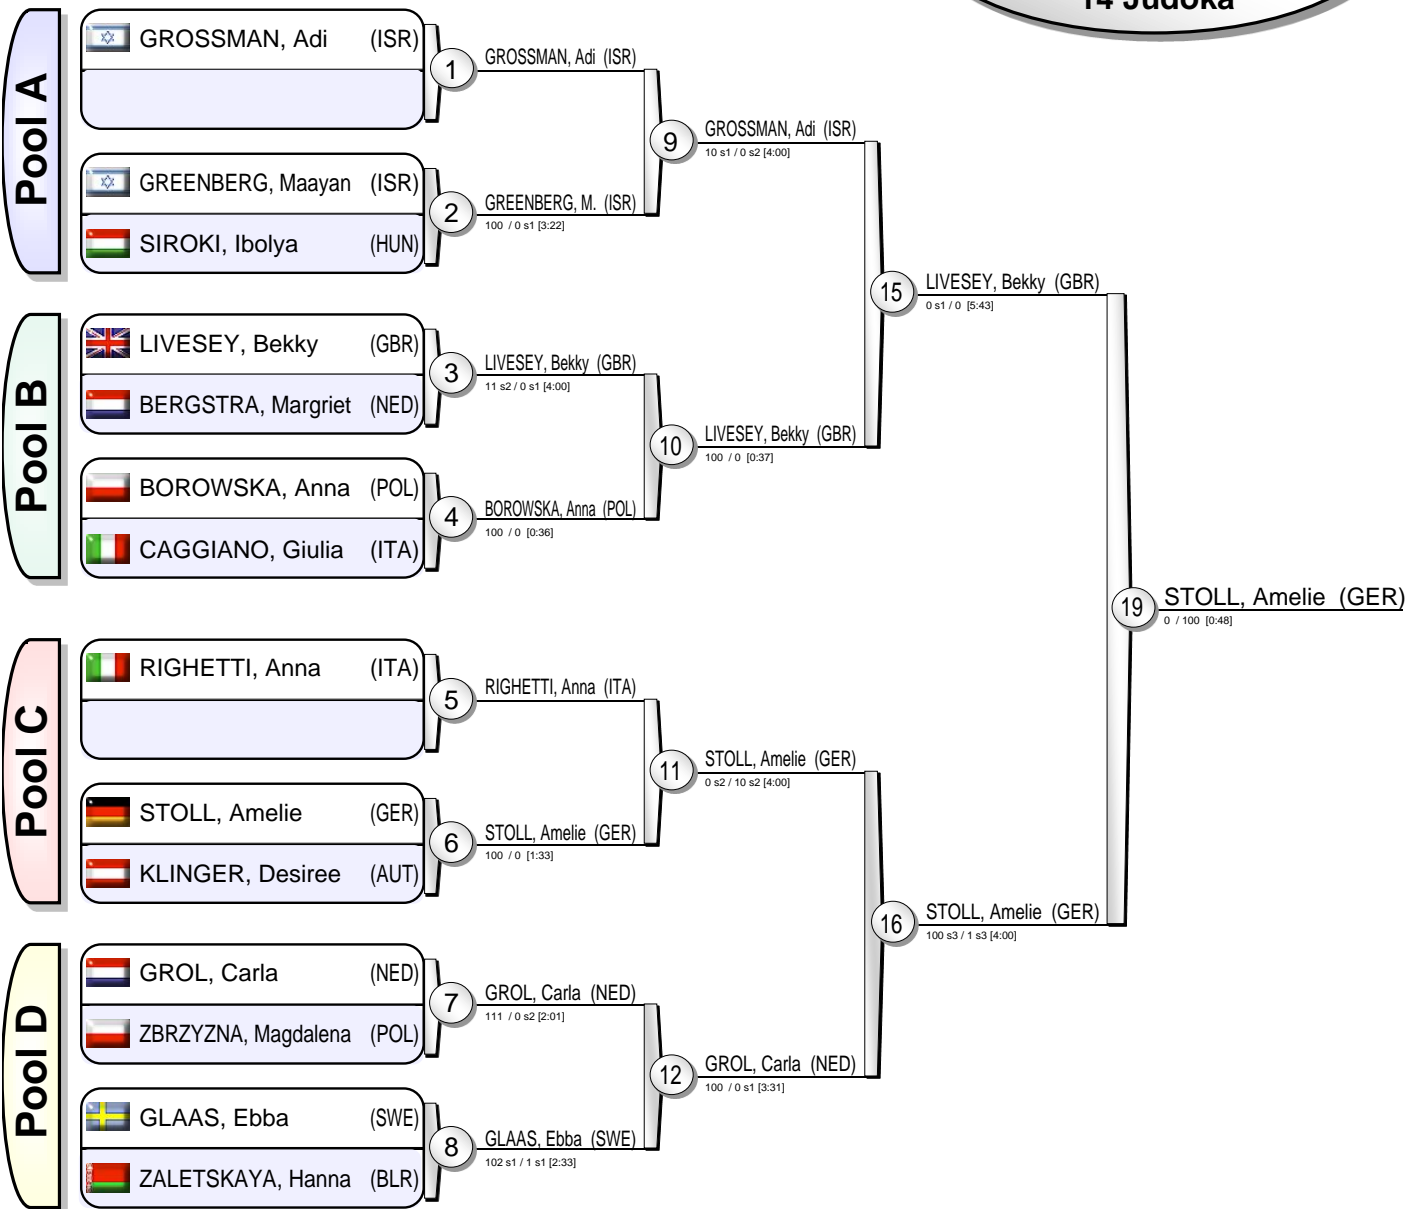 14 Judoka
Pool A
GROSSMAN, Adi (ISR)
GREENBERG, Maayan (ISR)
SIROKI, Ibolya (HUN)
Pool B
LIVESEY, Bekky (GBR)
BERGSTRA, Margriet (NED)
BOROWSKA, Anna (POL)
CAGGIANO, Giulia (ITA)
Pool C
RIGHETTI, Anna (ITA)
STOLL, Amelie (GER)
KLINGER, Desiree (AUT)
Pool D
GROL, Carla (NED)
ZBRZYZNA, Magdalena (POL)
GLAAS, Ebba (SWE)
ZALETSKAYA, Hanna (BLR)
1
GROSSMAN, Adi (ISR)
2
GREENBERG, M. (ISR)
100 / 0 s1 [3:22]
3
LIVESEY, Bekky (GBR)
11 s2 / 0 s1 [4:00]
4
BOROWSKA, Anna (POL)
100 / 0 [0:36]
5
RIGHETTI, Anna (ITA)
6
STOLL, Amelie (GER)
100 / 0 [1:33]
7
GROL, Carla (NED)
111 / 0 s2 [2:01]
8
GLAAS, Ebba (SWE)
102 s1 / 1 s1 [2:33]
9
GROSSMAN, Adi (ISR)
10 s1 / 0 s2 [4:00]
10
LIVESEY, Bekky (GBR)
100 / 0 [0:37]
11
STOLL, Amelie (GER)
0 s2 / 10 s2 [4:00]
12
GROL, Carla (NED)
100 / 0 s1 [3:31]
15
LIVESEY, Bekky (GBR)
0 s1 / 0 [5:43]
16
STOLL, Amelie (GER)
100 s3 / 1 s3 [4:00]
19
STOLL, Amelie (GER)
0 / 100 [0:48]